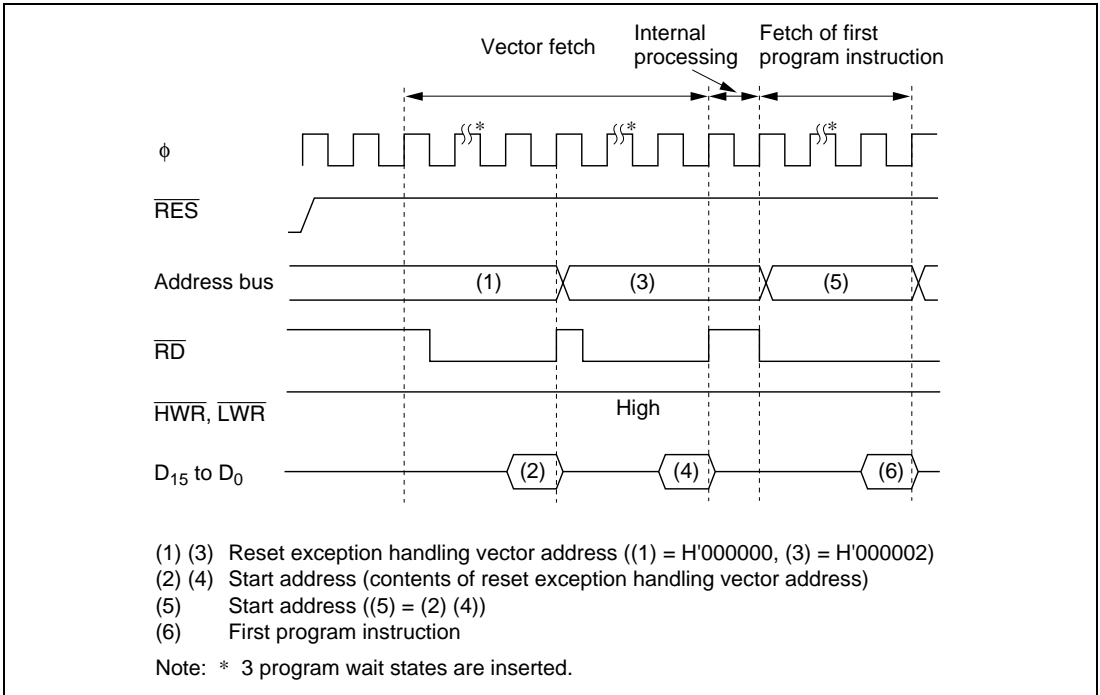 Vector fetch
Internal
processing
Fetch of first
program instruction
* * *
φ
RES
Address bus (1) (3) (5)
RD
HWR, LWR High
D15 to D0 (2) (4) (6)
(1) (3) Reset exception handling vector address ((1) = H'000000, (3) = H'000002)
(2) (4) Start address (contents of reset exception handling vector address)
(5) Start address ((5) = (2) (4))
(6) First program instruction
Note: * 3 program wait states are inserted.